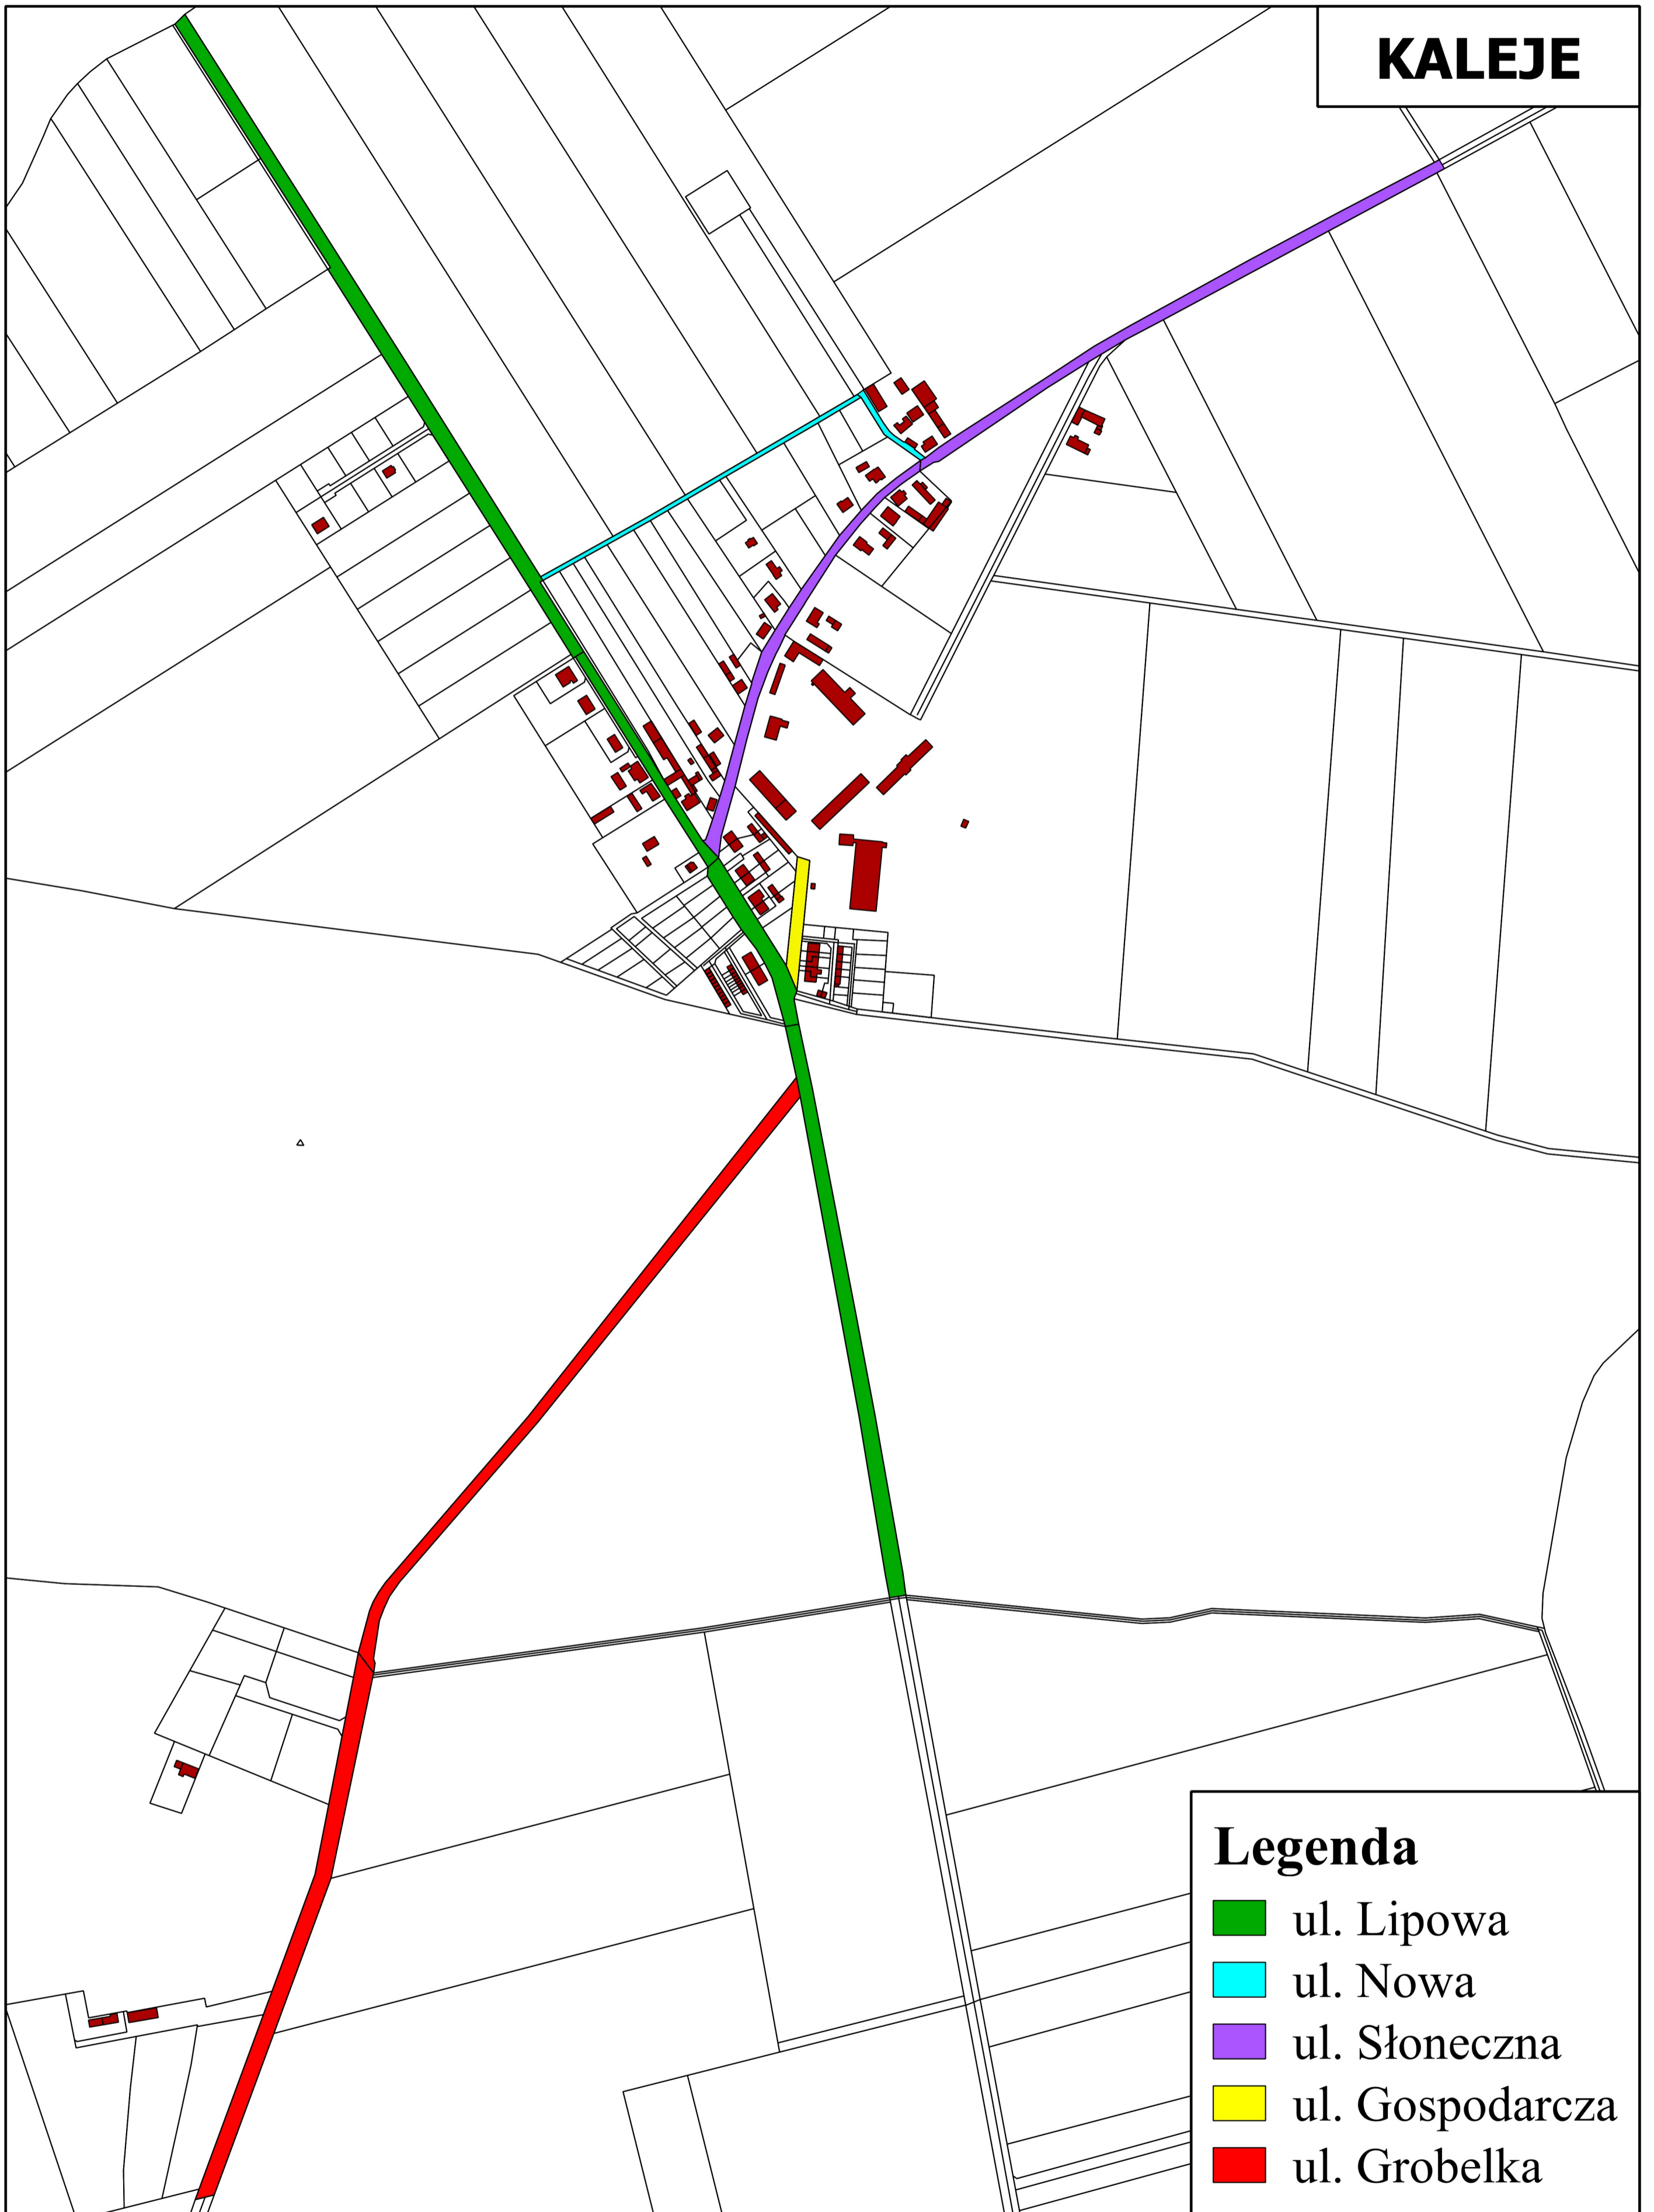 KALEJE
Legenda
ul. Lipowa
ul. Nowa
ul. Słoneczna
ul. Gospodarcza
ul. Grobelka